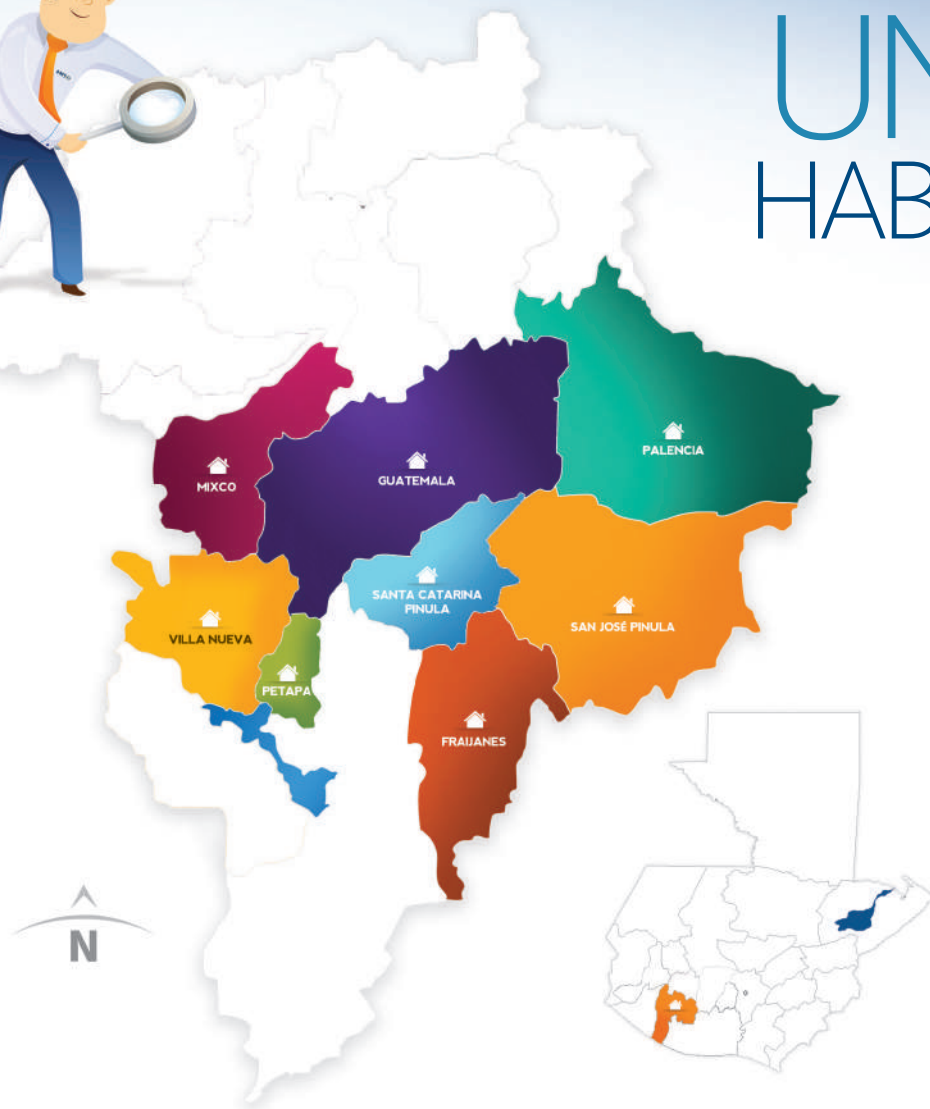 UN
HAB
PALENCIA
GUATEMALA
MIXCO
SANTA CATARINA
PINULA
SAN JOSÉ PINULA
VILLA NUEVA
PETAPA
FRAIJANES
N